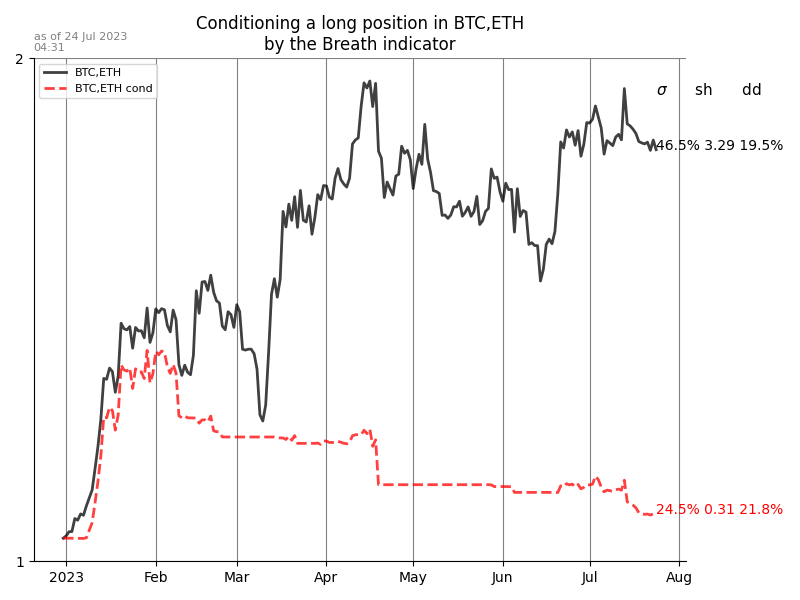 Conditioning a long position in BTC,ETH
by the Breath indicator
as of 24 Jul 2023
04:31
2
BTC,ETH
BTC,ETH cond
σ sh dd
46.5% 3.29 19.5%
24.5% 0.31 21.8%
1
2023 Feb Mar Apr May Jun Jul Aug